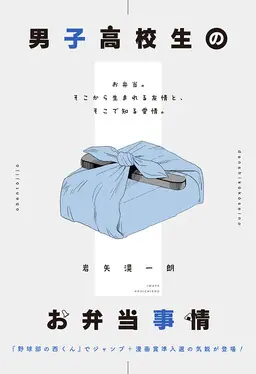 男子高校生の
お弁当。
そこから生まれる友情と、
そこで知る愛情。
岩矢滉一朗
お弁当事情
『野球部の西くん』でジャンプ+漫画賞準入選の気鋭が登場!